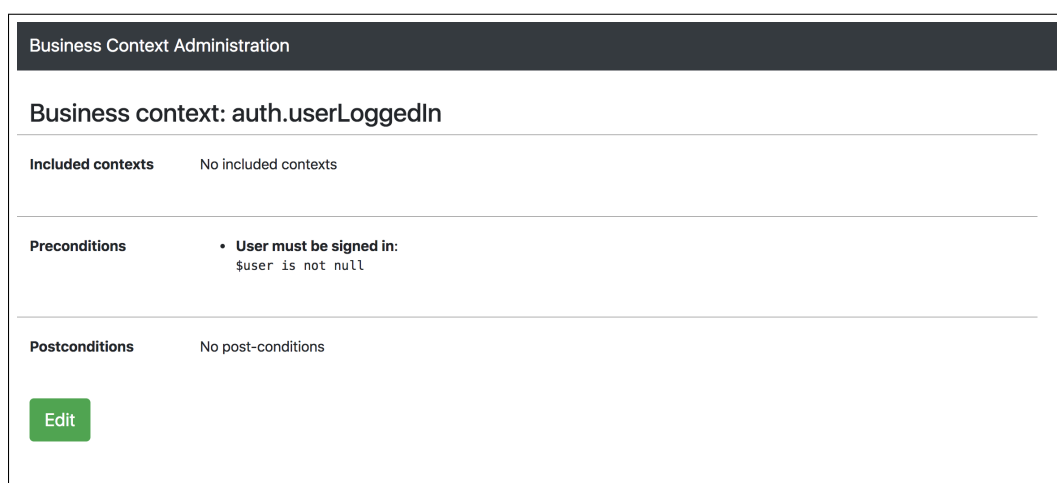 Business Context Administration
Business context: auth.userLoggedIn
Included contexts No included contexts
Preconditions • User must be signed in:
$user is not null
Postconditions No post-conditions
Edit